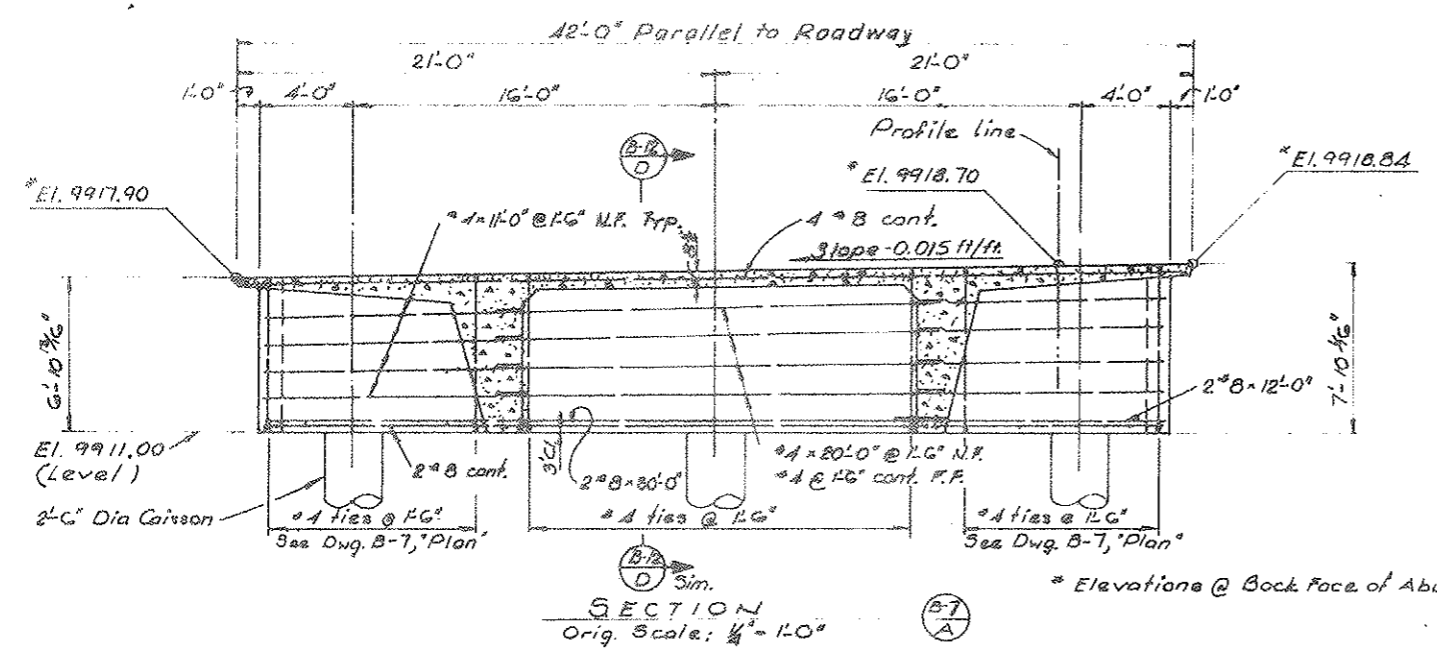 42'-0" Parallel to Roadway
21'-0" 21'-0"
1'-0" 4'-0" 16'-0" 16'-0" 4'-0" 1'-0"
Profile line
D
* El. 9917.90
* El. 9918.70
* El. 9918.84
4 #8 cont.
#4 x 11'-0" @ 1'-6" N.F. Typ.
Slope - 0.015 ft/ft.
6'-10 13/16"
7'-10 1/16"
2 #8 x 12'-0"
El. 9911.00
(Level)
2 #8 cont.
3" Cl.
2 #8 x 30'-0"
#4 x 20'-0" @ 1'-6" N.F.
#4 @ 1'-6" cont. F.F.
2'-6" Dia Caisson
#4 ties @ 1'-6"
#4 ties @ 1'-6"
#4 ties @ 1'-6"
See Dwg. B-7, "Plan"
See Dwg. B-7, "Plan"
B-12
D
Sim.
* Elevations @ Back Face of Abu
SECTION
B-7
A
Orig. Scale: 1/4" = 1'-0"